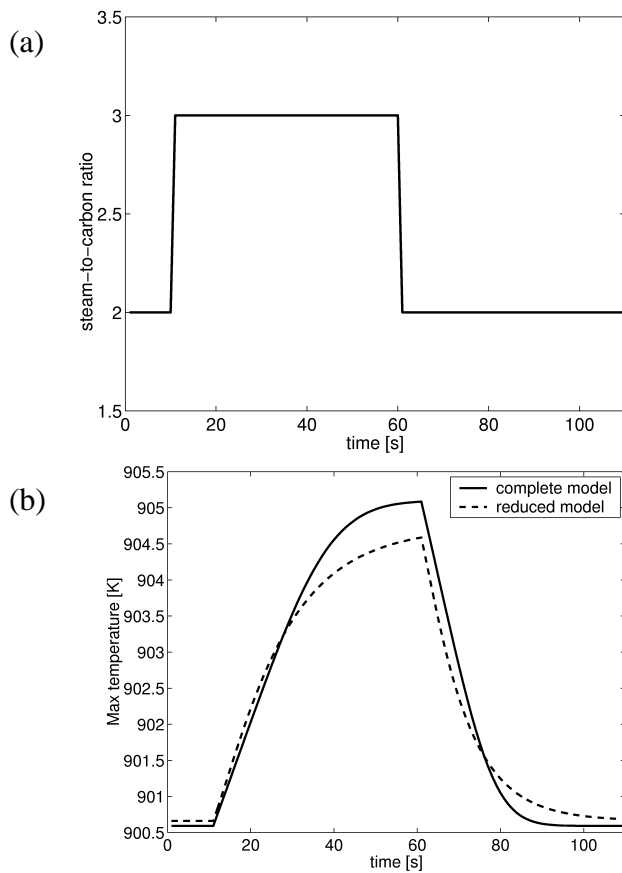 (a)
3.5
3
2.5
2
1.5
steam-to-carbon ratio
0 20 40 60 80 100
time [s]
(b)
905.5
905
904.5
904
903.5
903
902.5
902
901.5
901
900.5
Max temperature [K]
complete model
reduced model
0 20 40 60 80 100
time [s]